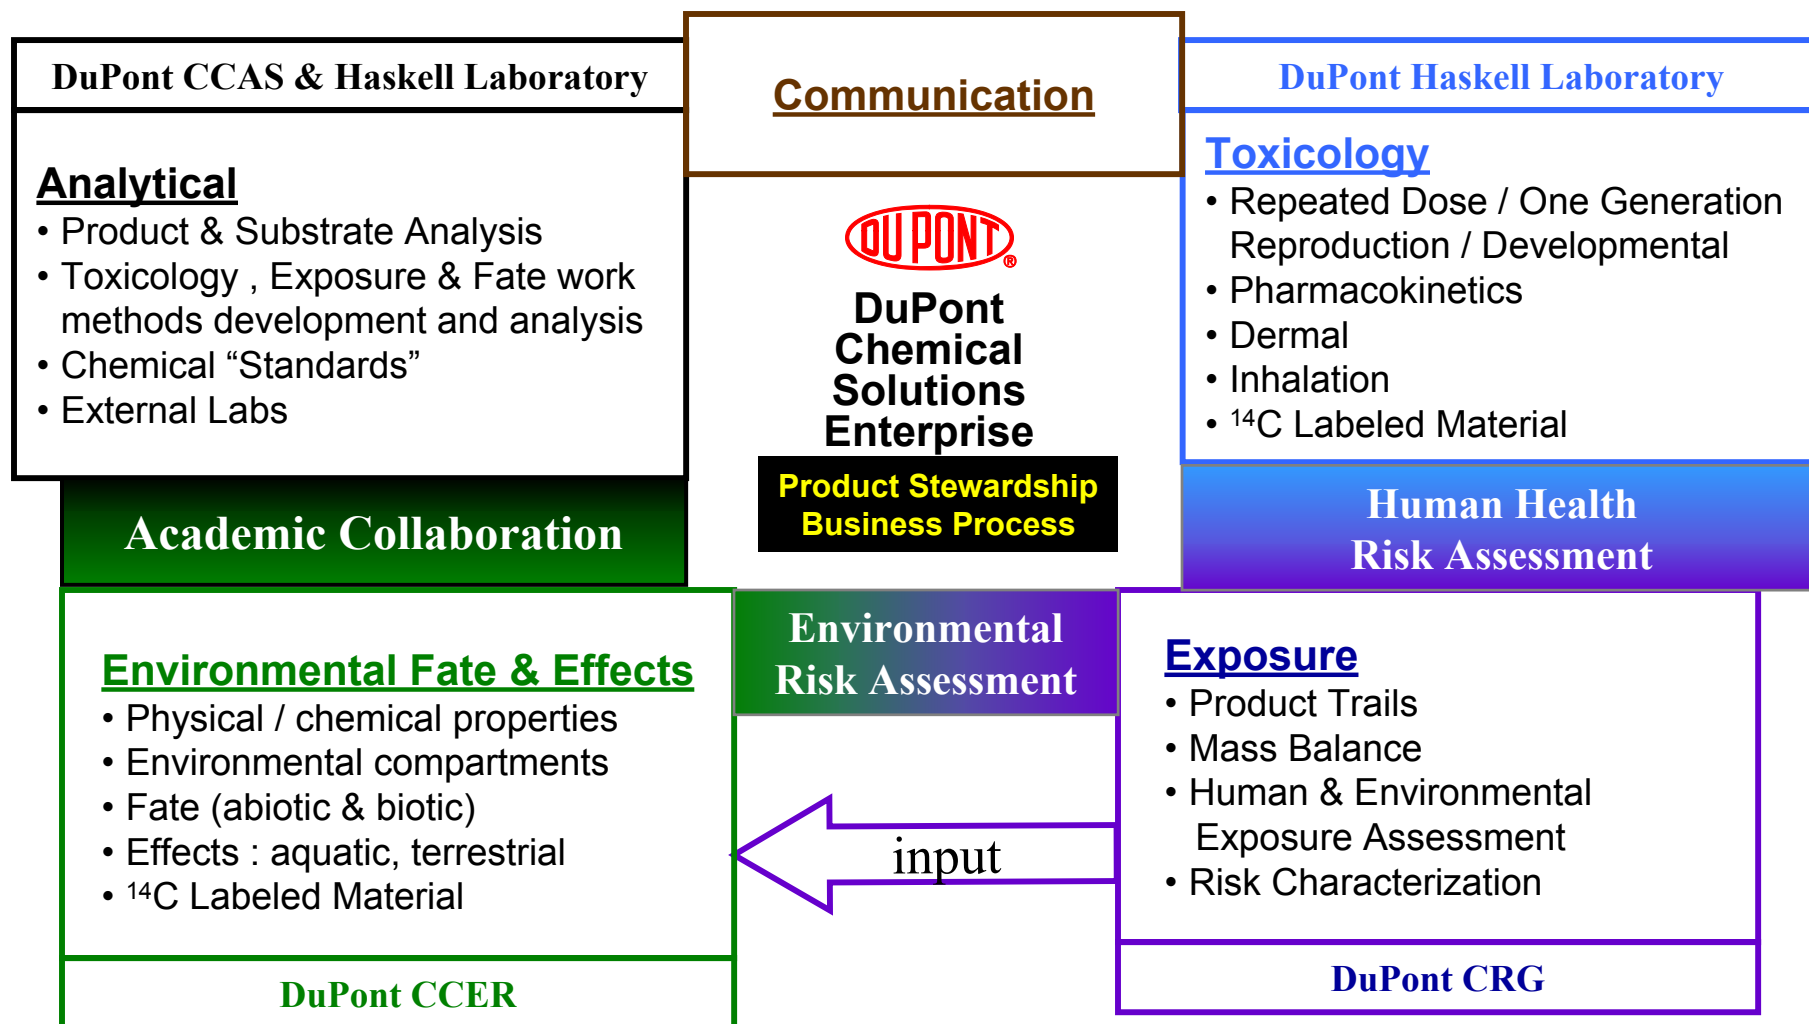 DuPont CCAS & Haskell Laboratory
Analytical
• Product & Substrate Analysis
• Toxicology , Exposure & Fate work
methods development and analysis
• Chemical “Standards”
• External Labs
Communication
DU PONT®
DuPont
Chemical
Solutions
Enterprise
Product Stewardship
Business Process
DuPont Haskell Laboratory
Toxicology
• Repeated Dose / One Generation
Reproduction / Developmental
• Pharmacokinetics
• Dermal
• Inhalation
• ¹⁴C Labeled Material
Academic Collaboration
Human Health
Risk Assessment
Environmental Fate & Effects
• Physical / chemical properties
• Environmental compartments
• Fate (abiotic & biotic)
• Effects : aquatic, terrestrial
• ¹⁴C Labeled Material
DuPont CCER
Environmental
Risk Assessment
input
Exposure
• Product Trails
• Mass Balance
• Human & Environmental
Exposure Assessment
• Risk Characterization
DuPont CRG